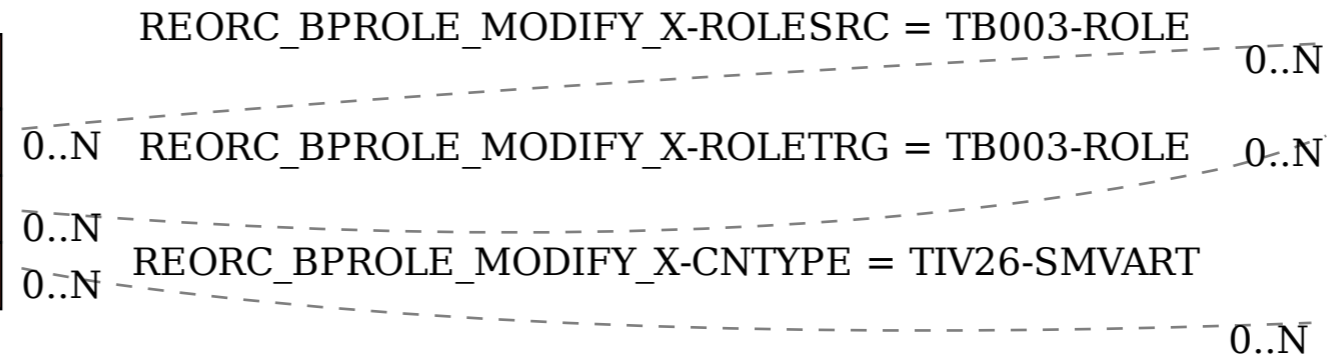 REORC_BPROLE_MODIFY_X-ROLESRC = TB003-ROLE
0..N
0..N REORC_BPROLE_MODIFY_X-ROLETRG = TB003-ROLE 0..N
0..N
REORC_BPROLE_MODIFY_X-CNTYPE = TIV26-SMVART
0..N
0..N